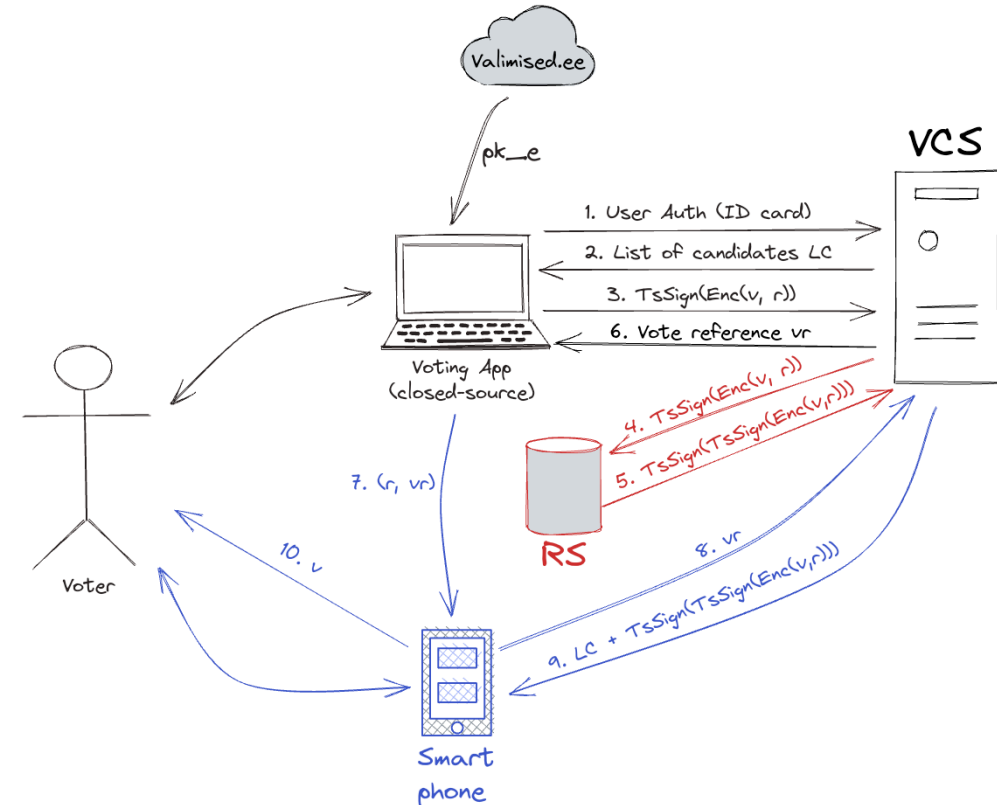 Valimised.ee
pk_e
VCS
1. User Auth (ID card)
2. List of candidates LC
3. TsSign(Enc(v, r))
6. Vote reference vr
Voting App
(closed-source)
4. TsSign(Enc(v, r))
5. TsSign(TsSign(Enc(v,r)))
7. (r, vr)
RS
8. vr
10. v
Voter
9. LC + TsSign(TsSign(Enc(v,r)))
Smart
phone